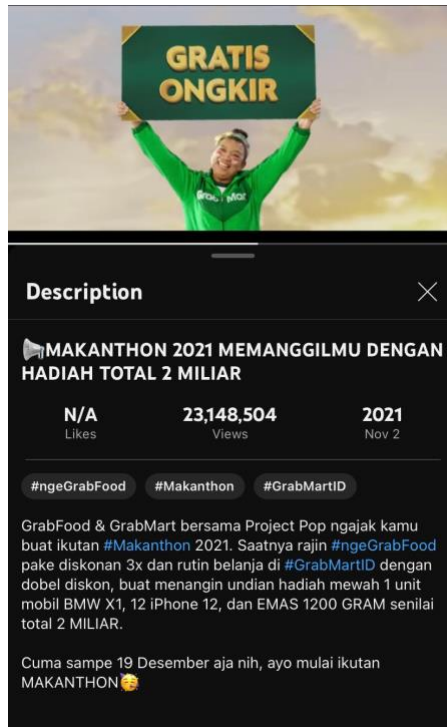 GRATIS
ONGKIR
Grab Mar
Description
📢MAKANTHON 2021 MEMANGGILMU DENGAN
HADIAH TOTAL 2 MILIAR
N/A
Likes
23,148,504
Views
2021
Nov 2
#ngeGrabFood
#Makanthon
#GrabMartID
GrabFood & GrabMart bersama Project Pop ngajak kamu
buat ikutan #Makanthon 2021. Saatnya rajin #ngeGrabFood
pake diskonan 3x dan rutin belanja di #GrabMartID dengan
dobel diskon, buat menangin undian hadiah mewah 1 unit
mobil BMW X1, 12 iPhone 12, dan EMAS 1200 GRAM senilai
total 2 MILIAR.
Cuma sampe 19 Desember aja nih, ayo mulai ikutan
MAKANTHON🥳